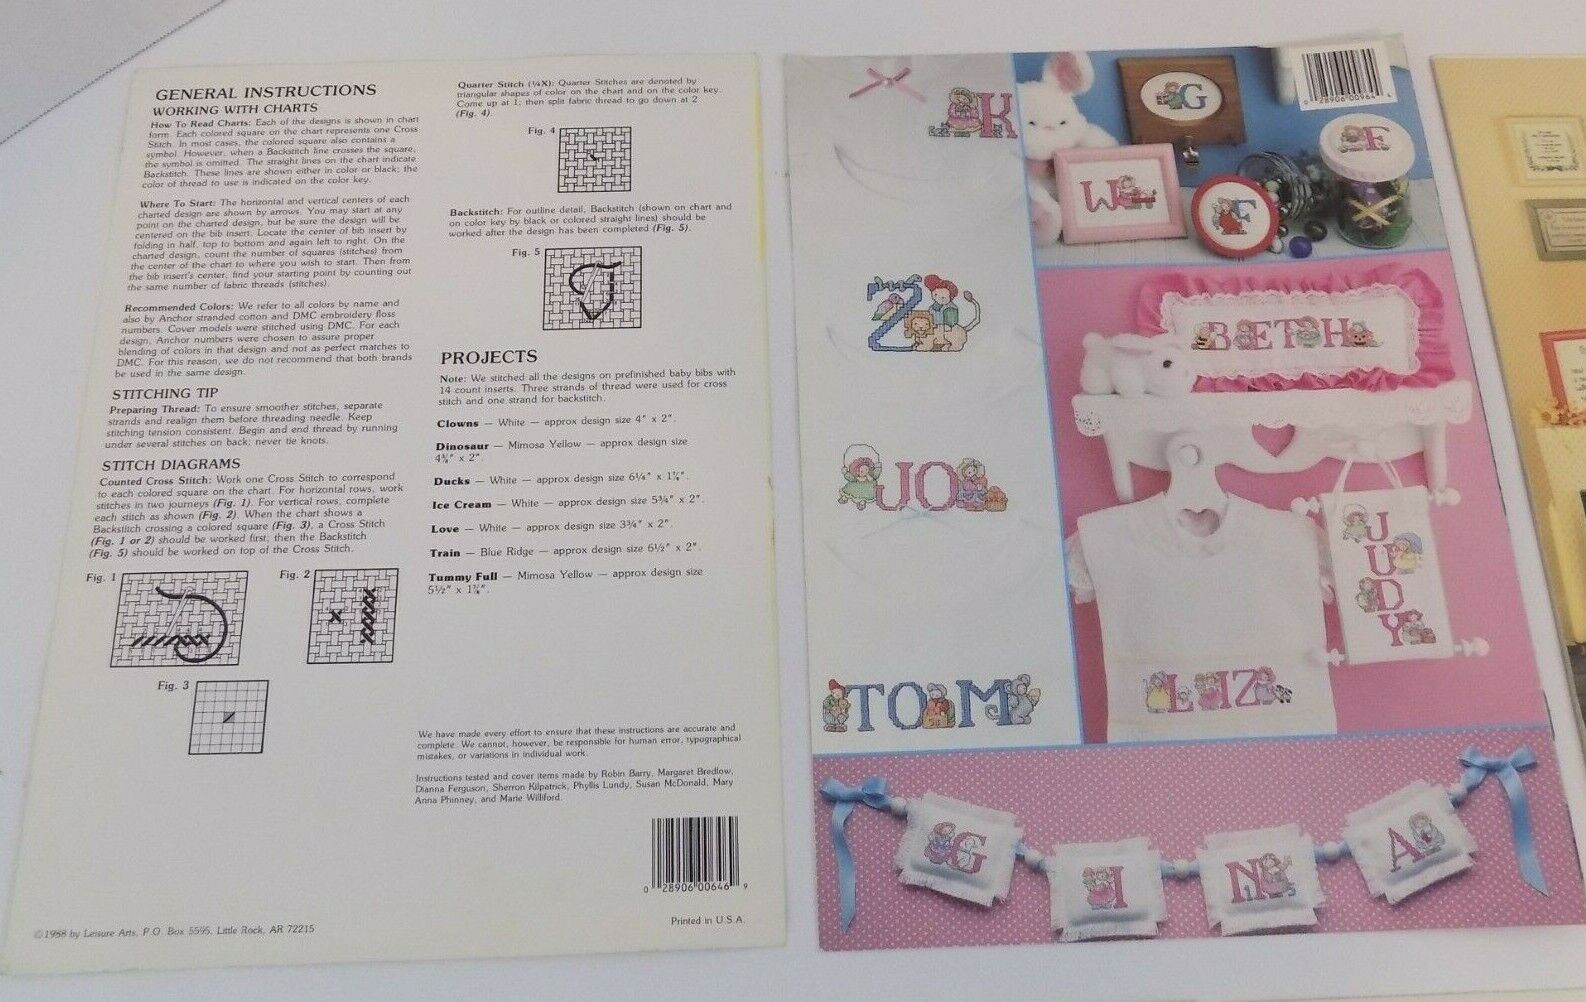 GENERAL INSTRUCTIONS
WORKING WITH CHARTS
How To Read Charts: Each of the designs is shown in chart
form. Each colored square on the chart represents one Cross
Stitch. In most cases, the colored square also contains a
symbol. However, when a Backstitch line crosses the square,
the symbol is omitted. The straight lines on the chart indicate
Backstitch. These lines are shown either in color or black; the
color of thread to use is indicated on the color key.
Where To Start: The horizontal and vertical centers of each
charted design are shown by arrows. You may start at any
point on the charted design, but be sure the design will be
centered on the bib insert. Locate the center of bib insert by
folding in half, top to bottom and again left to right. On the
charted design, count the number of squares (stitches) from
the center of the chart to where you wish to start. Then from
the bib insert's center, find your starting point by counting out
the same number of fabric threads (stitches).
Recommended Colors: We refer to all colors by name and
also by Anchor stranded cotton and DMC embroidery floss
numbers. Cover models were stitched using DMC. For each
design, Anchor numbers were chosen to assure proper
blending of colors in that design and not as perfect matches to
DMC. For this reason, we do not recommend that both brands
be used in the same design.
STITCHING TIP
Preparing Thread: To ensure smoother stitches, separate
strands and realign them before threading needle. Keep
stitching tension consistent. Begin and end thread by running
under several stitches on back; never tie knots.
STITCH DIAGRAMS
Counted Cross Stitch: Work one Cross Stitch to correspond
to each colored square on the chart. For horizontal rows, work
stitches in two journeys (Fig. 1). For vertical rows, complete
each stitch as shown (Fig. 2). When the chart shows a
Backstitch crossing a colored square (Fig. 3), a Cross Stitch
(Fig. 1 or 2) should be worked first; then the Backstitch
(Fig. 5) should be worked on top of the Cross Stitch.
Fig. 1
Fig. 2
Fig. 3
©1988 by Leisure Arts, P.O. Box 5595, Little Rock, AR 72215
Quarter Stitch (¼X): Quarter Stitches are denoted by
triangular shapes of color on the chart and on the color key.
Come up at 1; then split fabric thread to go down at 2
(Fig. 4).
Fig. 4
Backstitch: For outline detail, Backstitch (shown on chart and
on color key by black or colored straight lines) should be
worked after the design has been completed (Fig. 5).
Fig. 5
PROJECTS
Note: We stitched all the designs on prefinished baby bibs with
14 count inserts. Three strands of thread were used for cross
stitch and one strand for backstitch.
Clowns — White — approx design size 4" x 2".
Dinosaur — Mimosa Yellow — approx design size
4⅜" x 2".
Ducks — White — approx design size 6¼" x 1⅞".
Ice Cream — White — approx design size 5¾" x 2".
Love — White — approx design size 3¾" x 2".
Train — Blue Ridge — approx design size 6½" x 2".
Tummy Full — Mimosa Yellow — approx design size
5½" x 1⅞".
We have made every effort to ensure that these instructions are accurate and
complete. We cannot, however, be responsible for human error, typographical
mistakes, or variations in individual work.
Instructions tested and cover items made by Robin Barry, Margaret Bredlow,
Dianna Ferguson, Sherron Kilpatrick, Phyllis Lundy, Susan McDonald, Mary
Anna Phinney, and Marie Williford.
0 28906 00646 9
Printed in U.S.A.
K
G
0 28906 00964 4
F
W
F
Z
BETH
JO
JUDY
LIZ
TOM
GINA